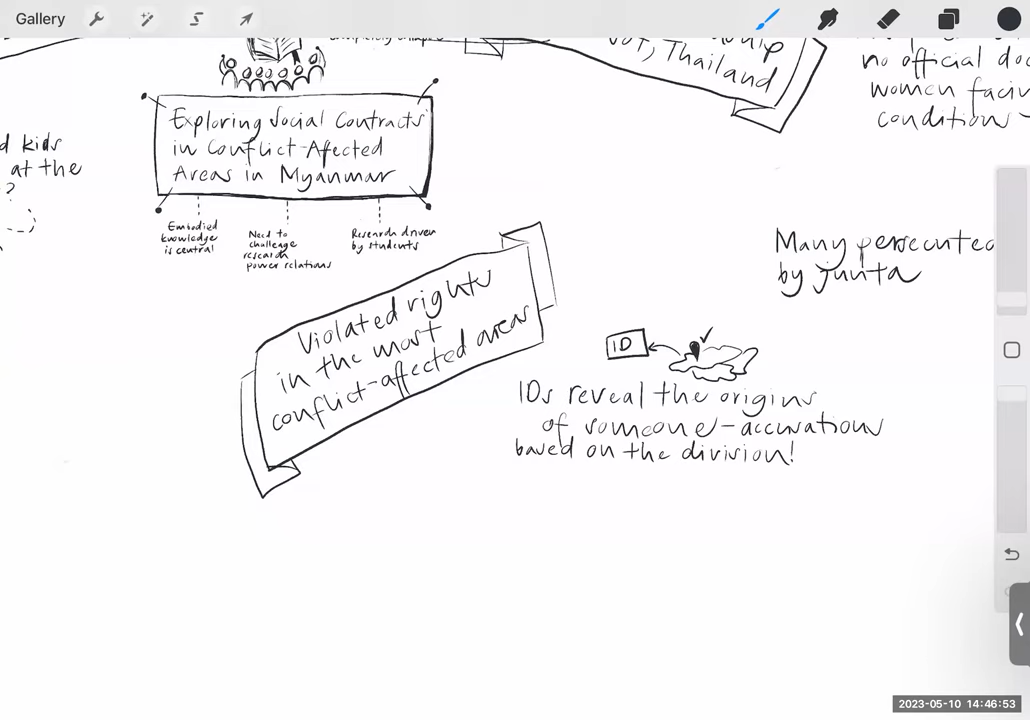 Gallery
Vot, Thailand
no official doc
women facin
condition -
d kids
at the
?
Exploring Social Contracts
in Conflict-Affected
Areas in Myanmar
Embodied
knowledge
is central
Need to
challenge
research
power relations
Research driven
by students
Many persecuted
by junta
Violated rights
in the most
conflict-affected areas
ID
IDs reveal the origins
of someone - accusations
based on the division!
2023-05-10 14:46:53